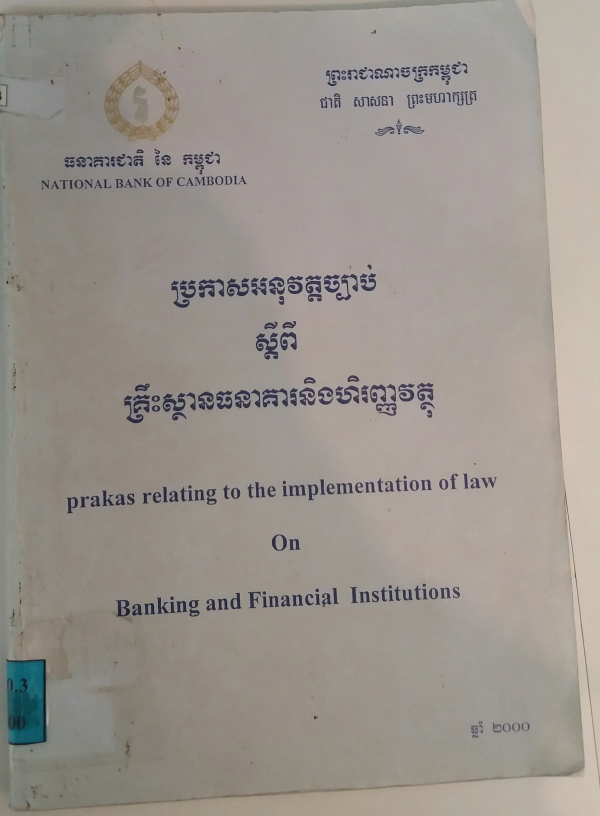 ព្រះរាជាណាចក្រកម្ពុជា
ជាតិ សាសនា ព្រះមហាក្សត្រ
ធនាគារជាតិ នៃ កម្ពុជា
NATIONAL BANK OF CAMBODIA
ប្រកាសអនុវត្តច្បាប់
ស្តីពី
គ្រឹះស្ថានធនាគារនិងហិរញ្ញវត្ថុ
prakas relating to the implementation of law
On
Banking and Financial Institutions
ឆ្នាំ ២០០០